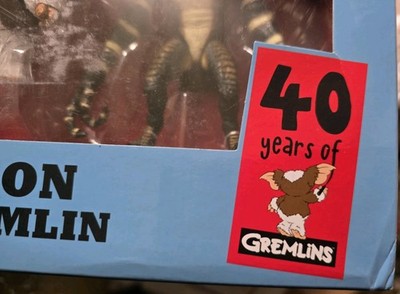 40
years of
GREMLINS
ON
MLIN